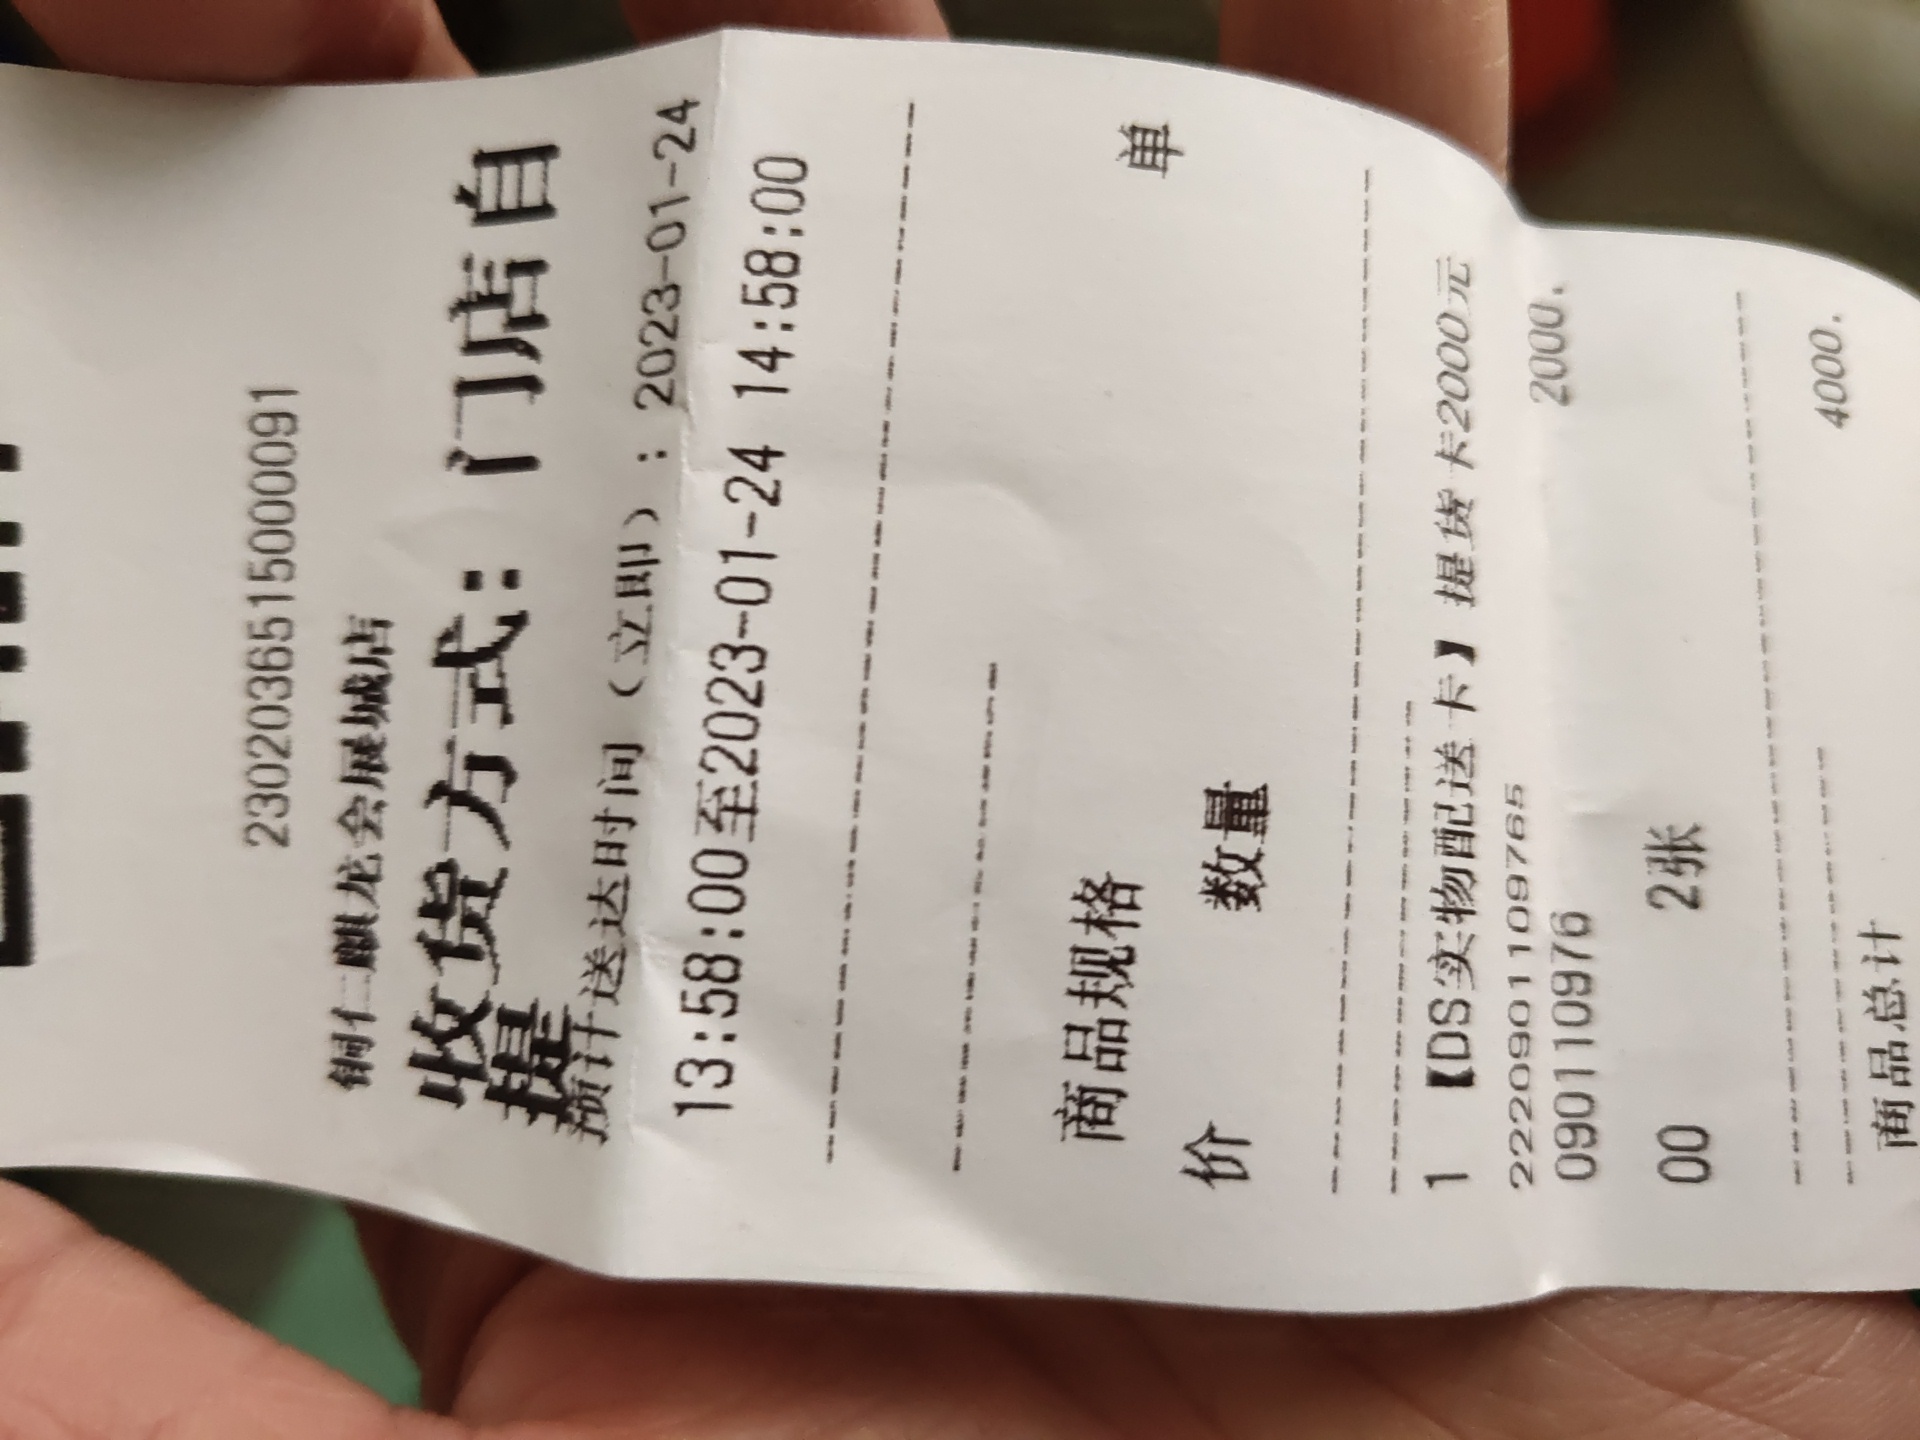 2302036515000091
铜仁二麒龙会展城店
收货方式：门店自
提
预计送达时间（立即）：2023-01-24
13:58:00至2023-01-24 14:58:00
商品规格 单
价 数量
1 【DS实物配送卡】提货卡2000元
2220901109765
0901110976 2000.
00 2张
商品总计 4000.